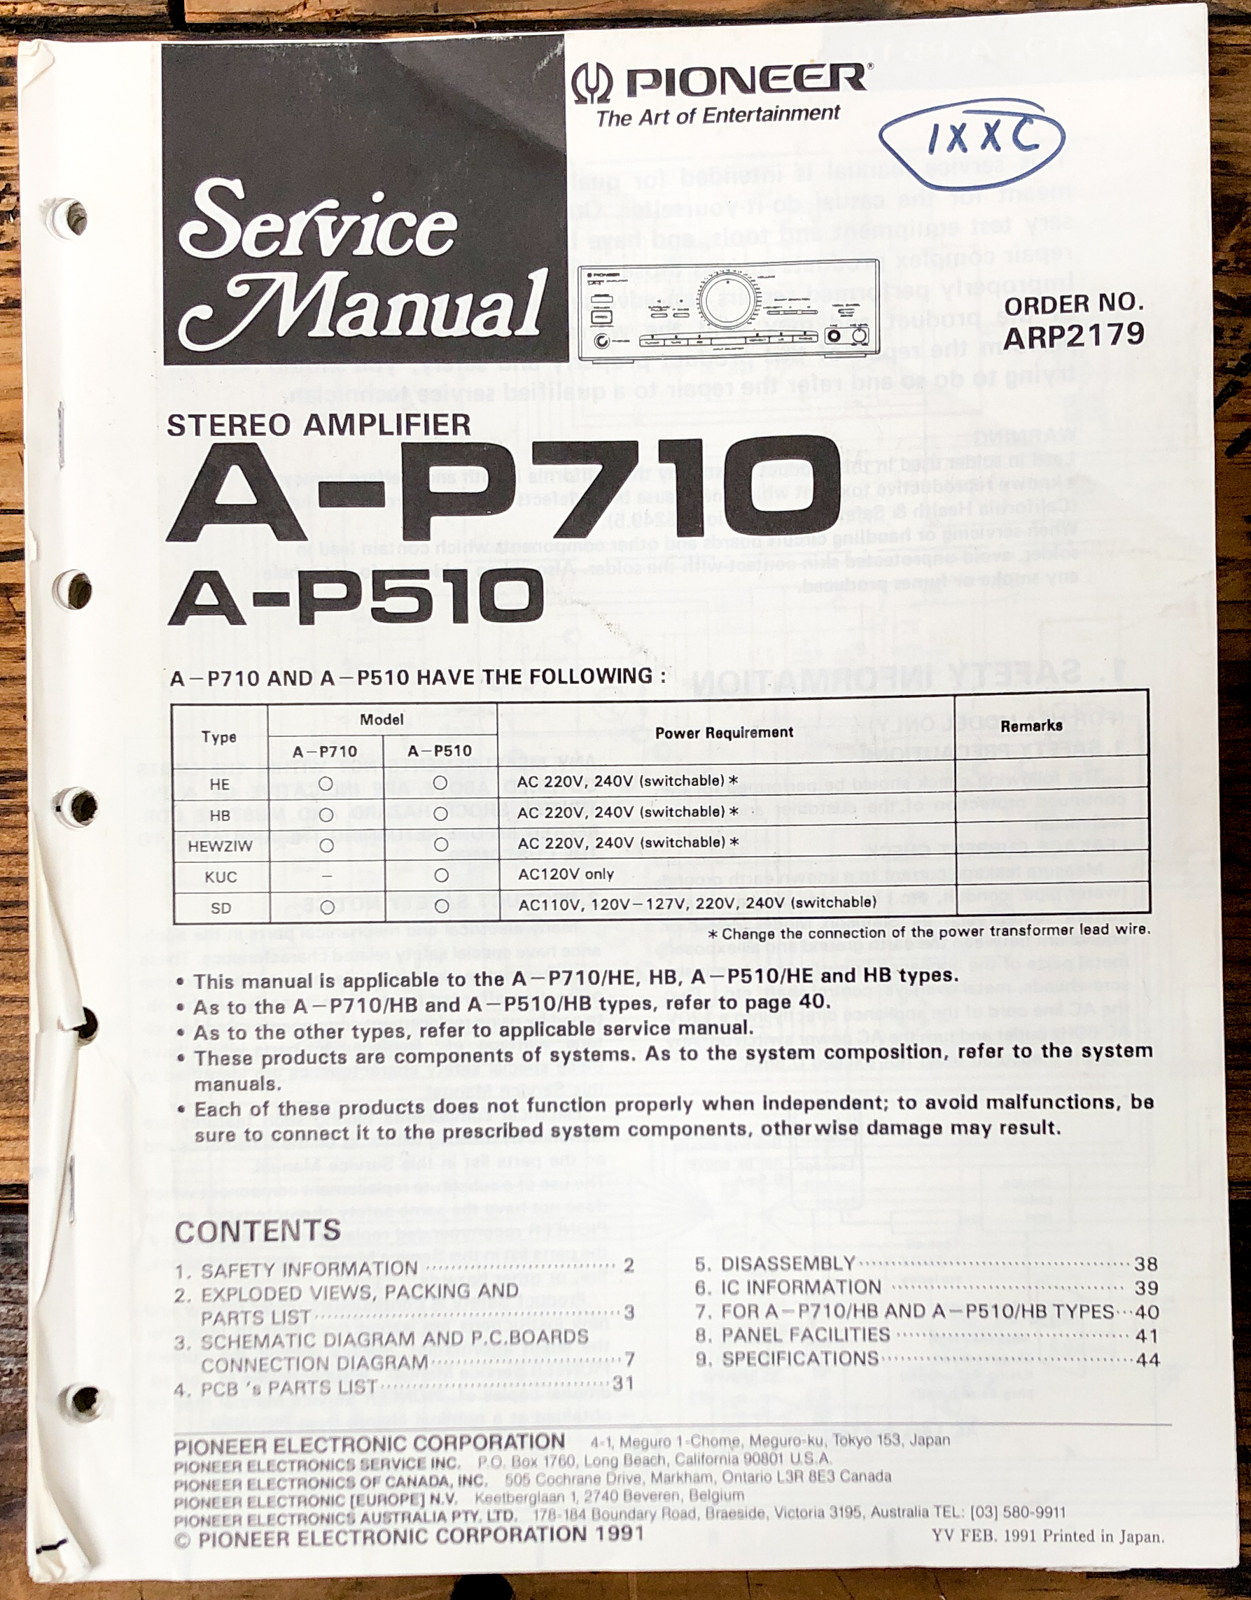 Service
Manual
PIONEER®
The Art of Entertainment
1XXC
PIONEER
ORDER NO.
ARP2179
STEREO AMPLIFIER
A-P710
A-P510
A-P710 AND A-P510 HAVE THE FOLLOWING :
Type Model Power Requirement Remarks
A-P710 A-P510
HE ○ ○ AC 220V, 240V (switchable) *
HB ○ ○ AC 220V, 240V (switchable) *
HEWZIW ○ ○ AC 220V, 240V (switchable) *
KUC – ○ AC120V only
SD ○ ○ AC110V, 120V-127V, 220V, 240V (switchable)
* Change the connection of the power transformer lead wire.
• This manual is applicable to the A-P710/HE, HB, A-P510/HE and HB types.
• As to the A-P710/HB and A-P510/HB types, refer to page 40.
• As to the other types, refer to applicable service manual.
• These products are components of systems. As to the system composition, refer to the system
manuals.
• Each of these products does not function properly when independent; to avoid malfunctions, be
sure to connect it to the prescribed system components, otherwise damage may result.
CONTENTS
1. SAFETY INFORMATION ························ 2
2. EXPLODED VIEWS, PACKING AND
PARTS LIST ········································ 3
3. SCHEMATIC DIAGRAM AND P.C.BOARDS
CONNECTION DIAGRAM ························ 7
4. PCB 's PARTS LIST ······························ 31
5. DISASSEMBLY ···································· 38
6. IC INFORMATION ································ 39
7. FOR A-P710/HB AND A-P510/HB TYPES ··· 40
8. PANEL FACILITIES ······························ 41
9. SPECIFICATIONS ································ 44
PIONEER ELECTRONIC CORPORATION 4-1, Meguro 1-Chome, Meguro-ku, Tokyo 153, Japan
PIONEER ELECTRONICS SERVICE INC. P.O. Box 1760, Long Beach, California 90801 U.S.A.
PIONEER ELECTRONICS OF CANADA, INC. 505 Cochrane Drive, Markham, Ontario L3R 8E3 Canada
PIONEER ELECTRONIC [EUROPE] N.V. Keetberglaan 1, 2740 Beveren, Belgium
PIONEER ELECTRONICS AUSTRALIA PTY. LTD. 178-184 Boundary Road, Braeside, Victoria 3195, Australia TEL: [03] 580-9911
© PIONEER ELECTRONIC CORPORATION 1991
YV FEB. 1991 Printed in Japan.